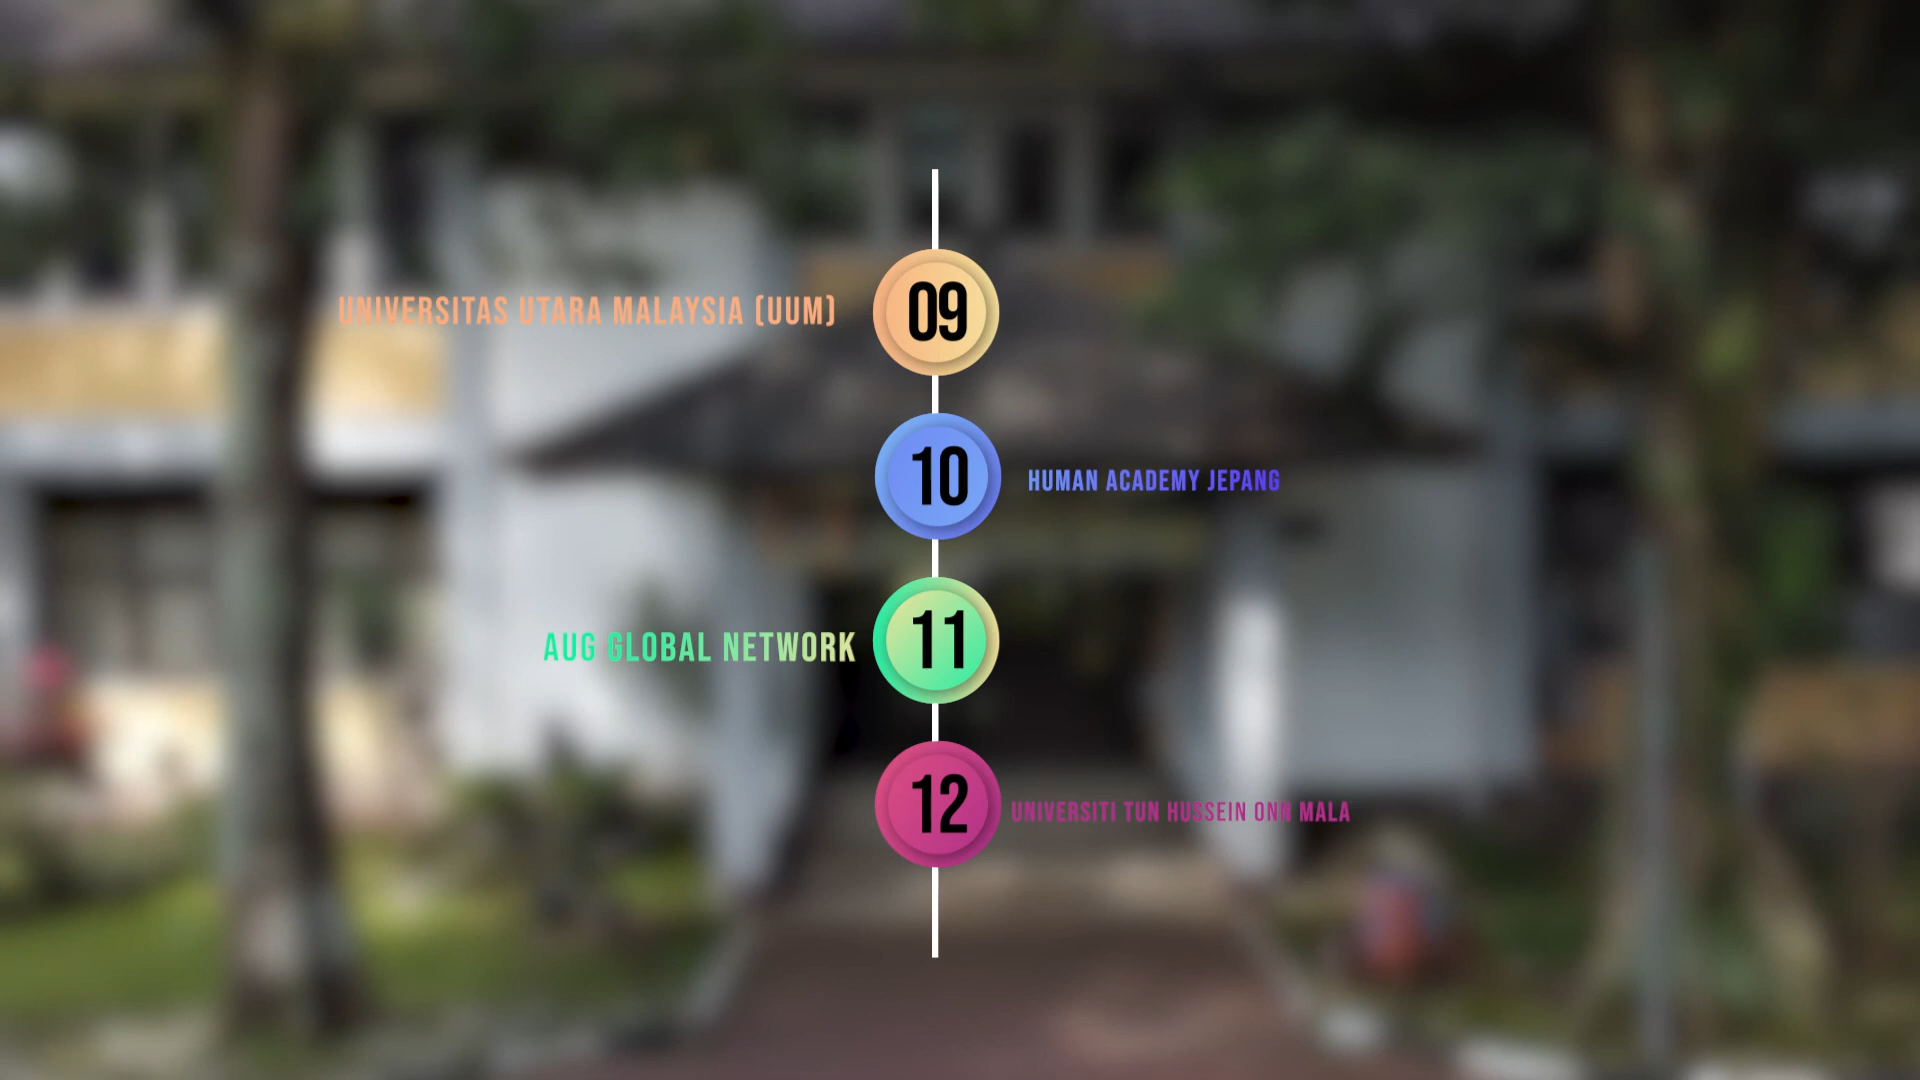 UNIVERSITAS UTARA MALAYSIA (UUM)
09
10
HUMAN ACADEMY JEPANG
AUG GLOBAL NETWORK
11
12
UNIVERSITI TUN HUSSEIN ONN MALA